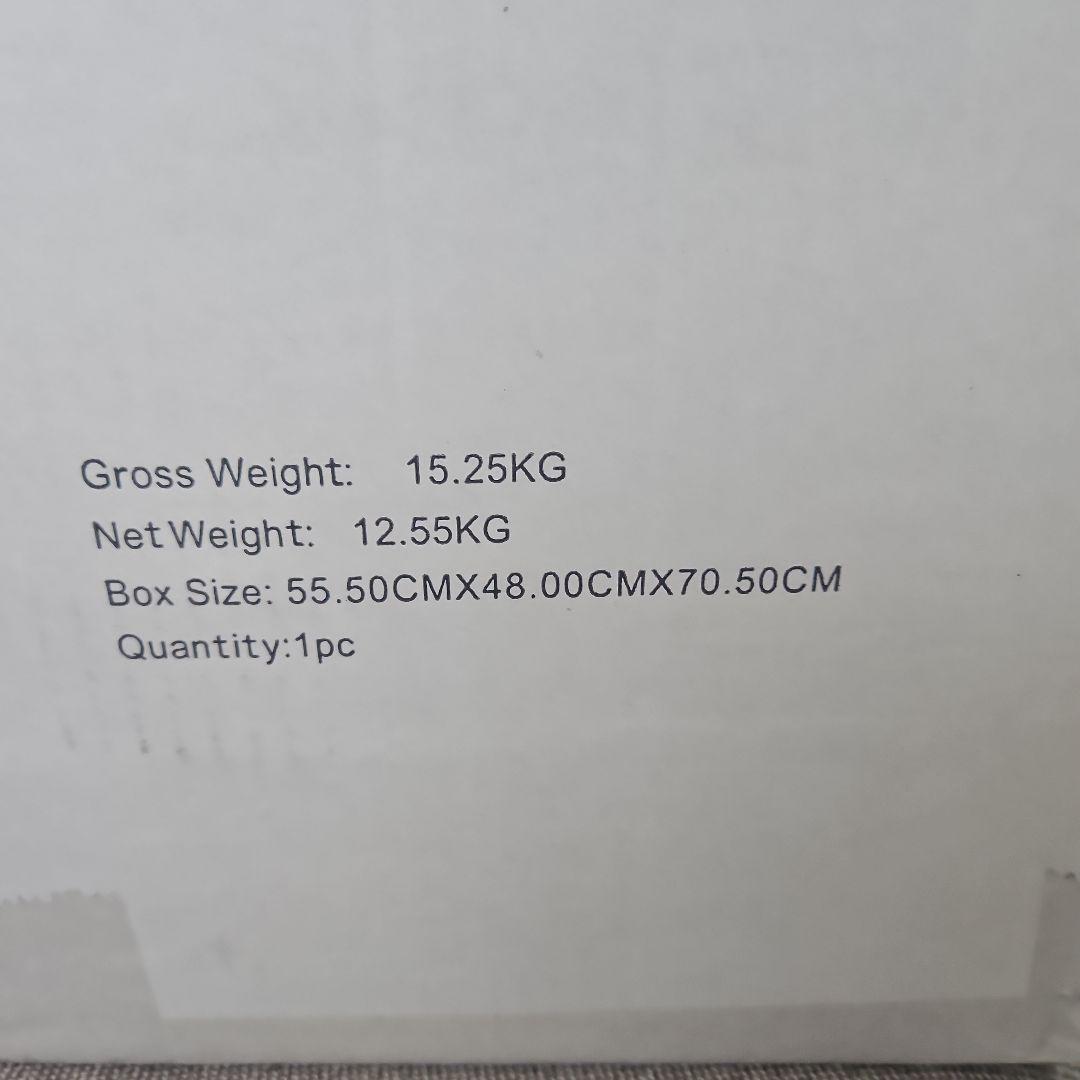 Gross Weight: 15.25KG
Net Weight: 12.55KG
Box Size: 55.50CMX48.00CMX70.50CM
Quantity:1pc